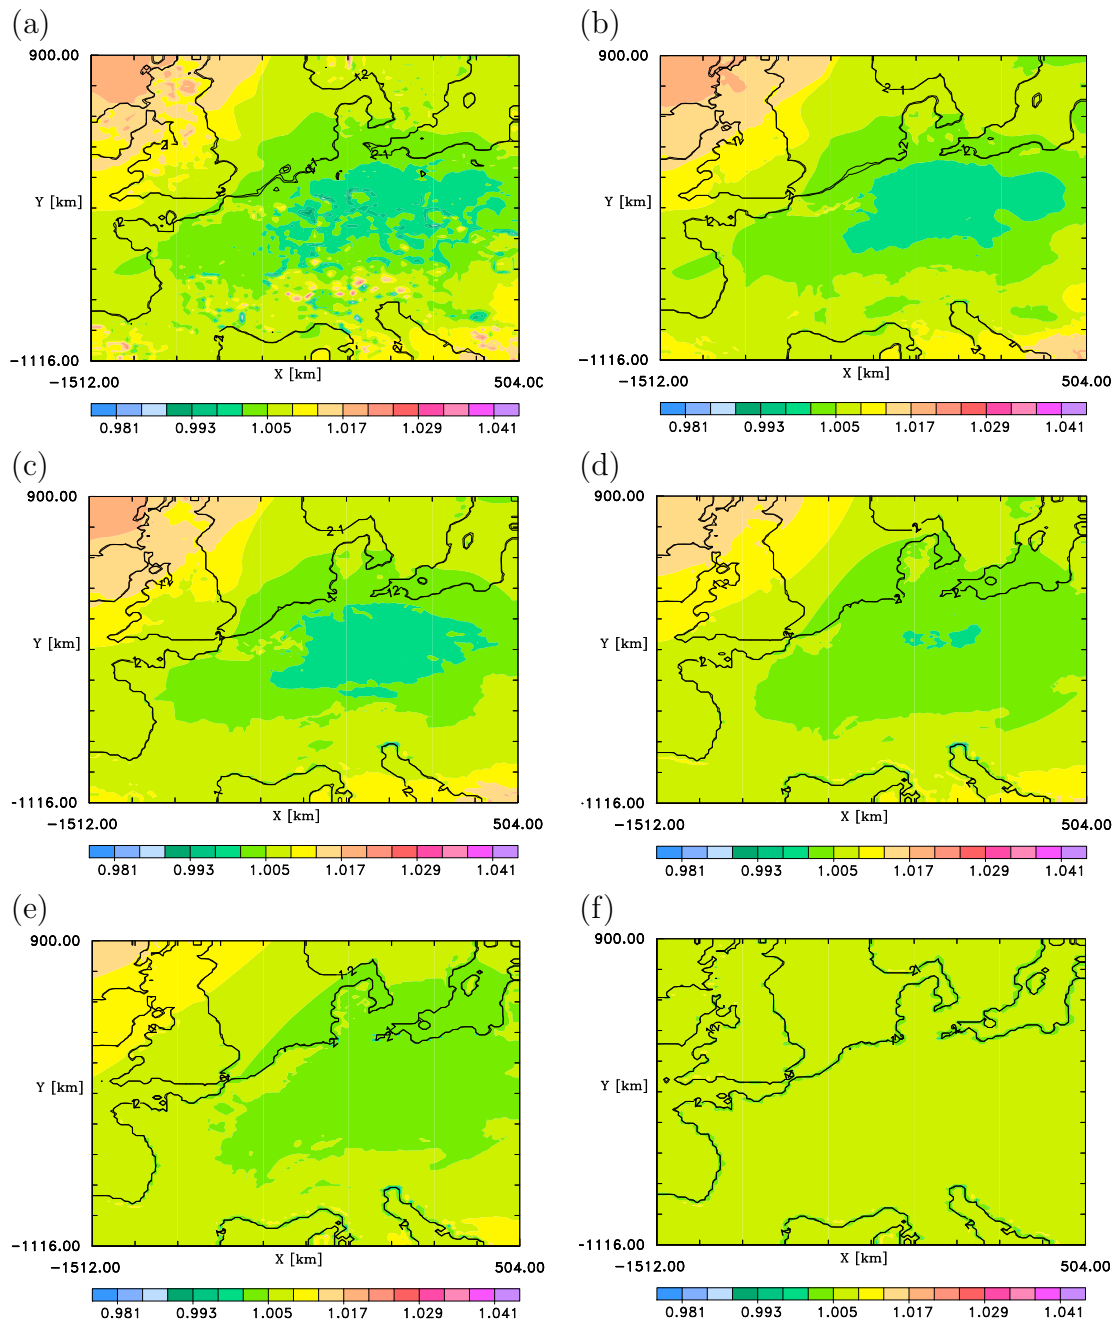 (a) (b)
900.00 900.00
Y [km] Y [km]
-1116.00 -1116.00
X [km] X [km]
-1512.00 504.00 -1512.00 504.00
0.981 0.993 1.005 1.017 1.029 1.041 0.981 0.993 1.005 1.017 1.029 1.041
(c) (d)
900.00 900.00
Y [km] Y [km]
-1116.00 -1116.00
X [km] X [km]
-1512.00 504.00 -1512.00 504.00
0.981 0.993 1.005 1.017 1.029 1.041 0.981 0.993 1.005 1.017 1.029 1.041
(e) (f)
900.00 900.00
Y [km] Y [km]
-1116.00 -1116.00
X [km] X [km]
-1512.00 504.00 -1512.00 504.00
0.981 0.993 1.005 1.017 1.029 1.041 0.981 0.993 1.005 1.017 1.029 1.041